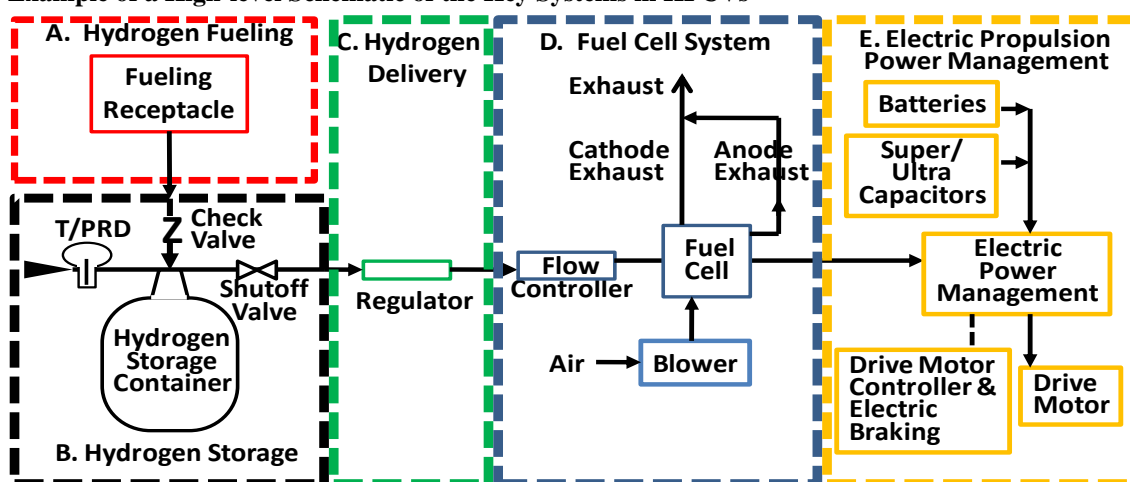 A. Hydrogen Fueling
Fueling
Receptacle
T/PRD
Check
Valve
Shutoff
Valve
Hydrogen
Storage
Container
B. Hydrogen Storage
C. Hydrogen
Delivery
Regulator
D. Fuel Cell System
Exhaust
Cathode
Exhaust
Anode
Exhaust
Flow
Controller
Fuel
Cell
Air
Blower
E. Electric Propulsion
Power Management
Batteries
Super/
Ultra
Capacitors
Electric
Power
Management
Drive Motor
Controller &
Electric
Braking
Drive
Motor